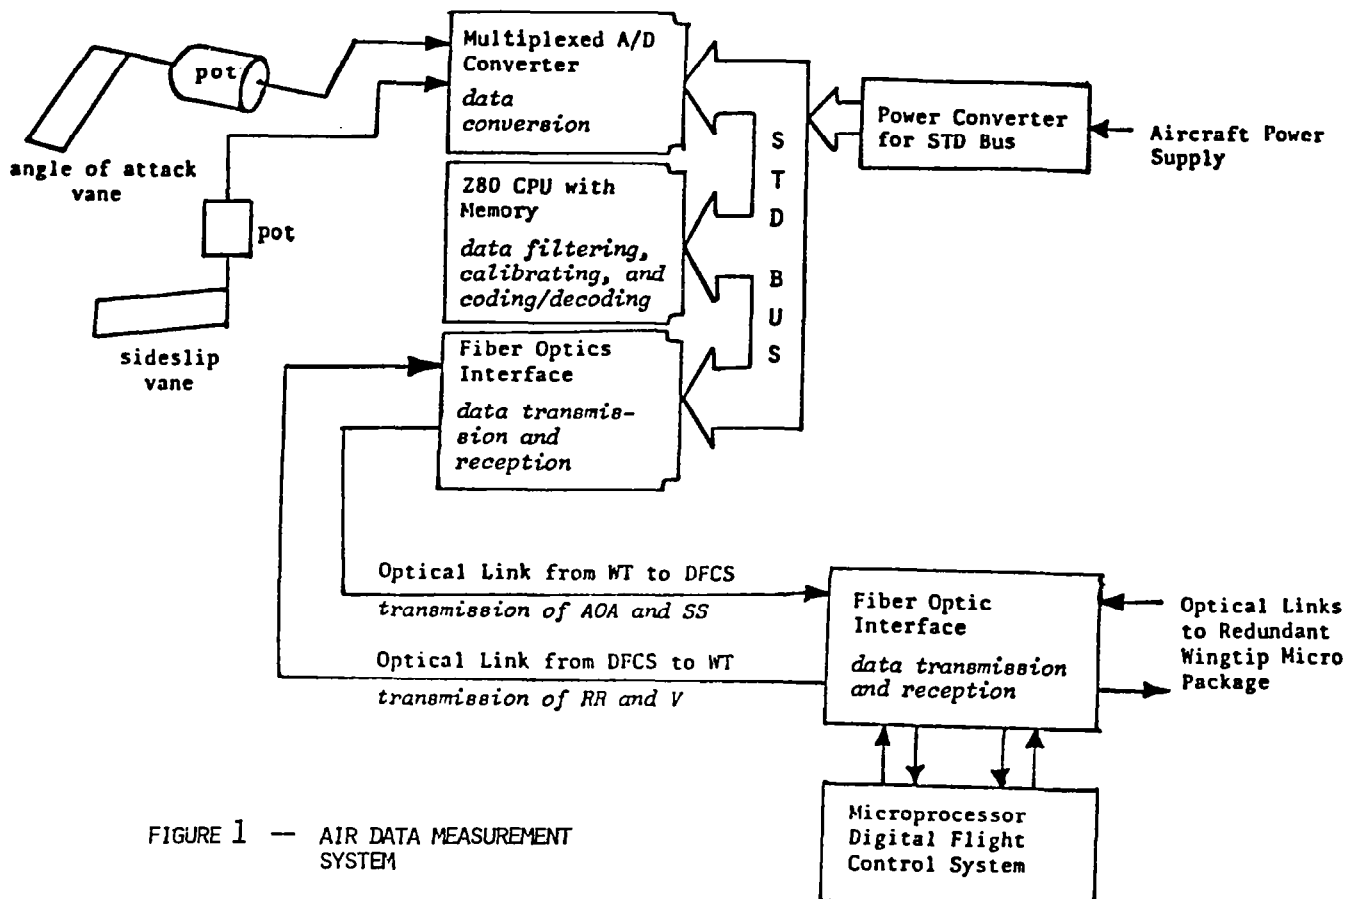 Multiplexed A/D
Converter
data
conversion
pot
angle of attack
vane
pot
sideslip
vane
Z80 CPU with
Memory
data filtering,
calibrating, and
coding/decoding
Fiber Optics
Interface
data transmis-
sion and
reception
S
T
D
B
U
S
Power Converter
for STD Bus
Aircraft Power
Supply
Optical Link from WT to DFCS
transmission of AOA and SS
Optical Link from DFCS to WT
transmission of RR and V
Fiber Optic
Interface
data transmission
and reception
Optical Links
to Redundant
Wingtip Micro
Package
Microprocessor
Digital Flight
Control System
FIGURE 1 -- AIR DATA MEASUREMENT
SYSTEM